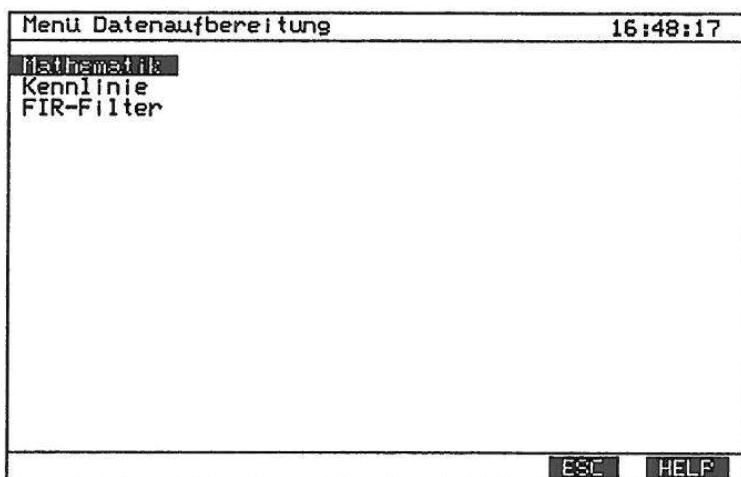 Menü Datenaufbereitung 16:48:17
Mathematik
Kennlinie
FIR-Filter
ESC HELP